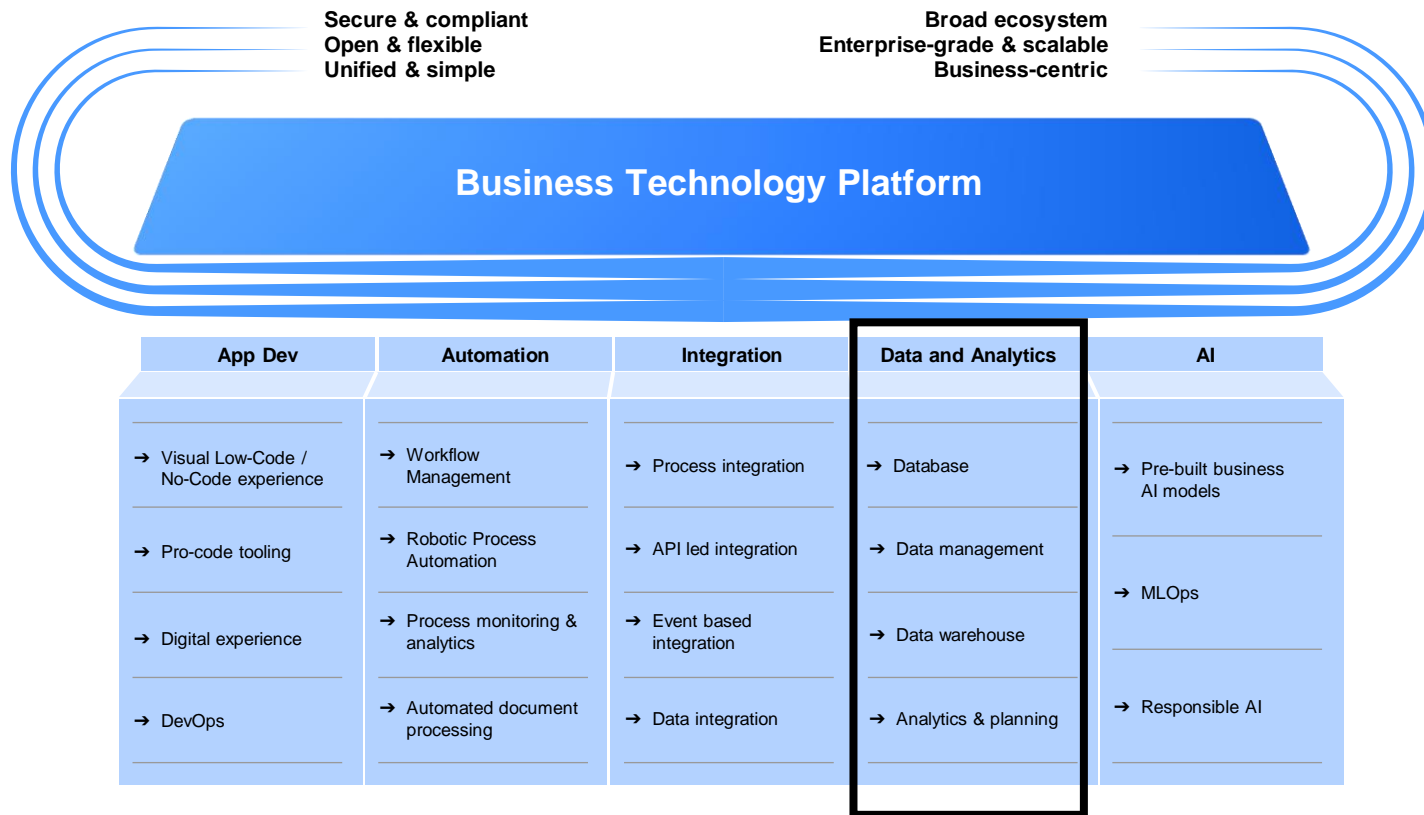 Secure & compliant
Open & flexible
Unified & simple
Broad ecosystem
Enterprise-grade & scalable
Business-centric
Business Technology Platform
App Dev
Visual Low-Code /
No-Code experience
Pro-code tooling
Digital experience
DevOps
Automation
Workflow
Management
Robotic Process
Automation
Process monitoring &
analytics
Automated document
processing
Integration
Process integration
API led integration
Event based
integration
Data integration
Data and Analytics
Database
Data management
Data warehouse
Analytics & planning
AI
Pre-built business
AI models
MLOps
Responsible AI